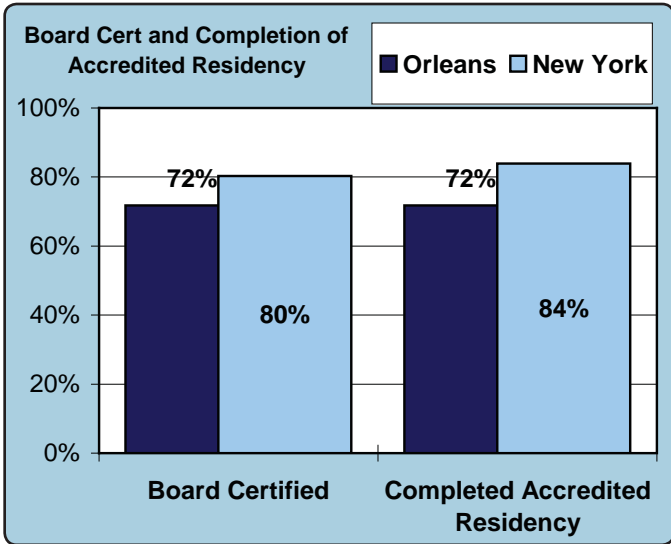 Board Cert and Completion of
Accredited Residency
Orleans New York
100%
80%
60%
40%
20%
0%
72%
80%
72%
84%
Board Certified
Completed Accredited
Residency